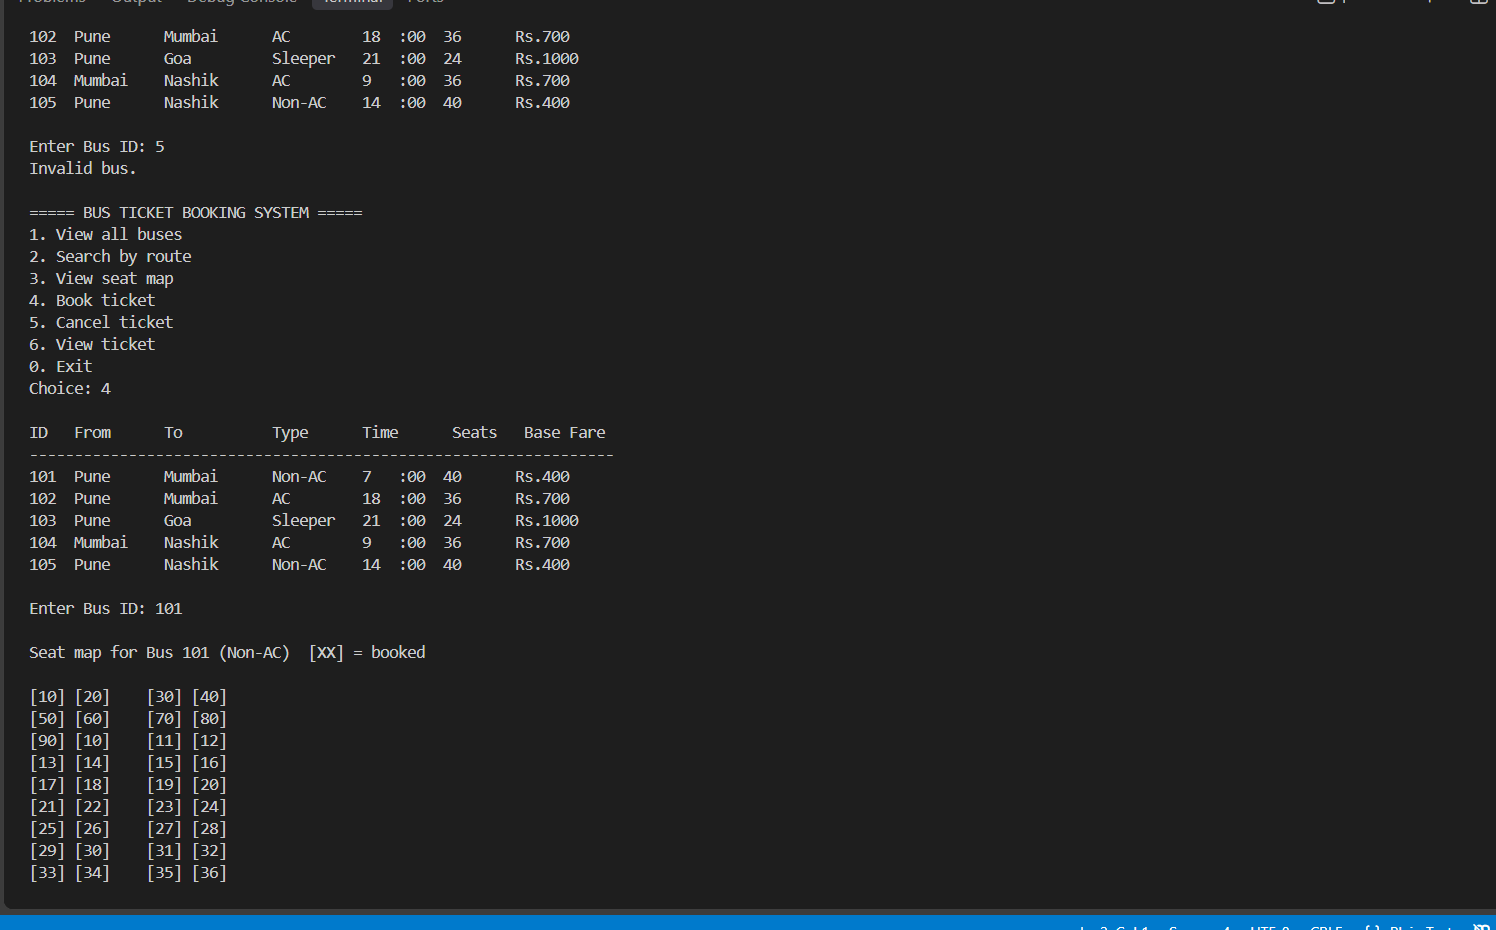 Problems Output Debug Console Terminal Ports
102 Pune Mumbai AC 18 :00 36 Rs.700
103 Pune Goa Sleeper 21 :00 24 Rs.1000
104 Mumbai Nashik AC 9 :00 36 Rs.700
105 Pune Nashik Non-AC 14 :00 40 Rs.400
Enter Bus ID: 5
Invalid bus.
===== BUS TICKET BOOKING SYSTEM =====
1. View all buses
2. Search by route
3. View seat map
4. Book ticket
5. Cancel ticket
6. View ticket
0. Exit
Choice: 4
ID From To Type Time Seats Base Fare
-----------------------------------------------------------------
101 Pune Mumbai Non-AC 7 :00 40 Rs.400
102 Pune Mumbai AC 18 :00 36 Rs.700
103 Pune Goa Sleeper 21 :00 24 Rs.1000
104 Mumbai Nashik AC 9 :00 36 Rs.700
105 Pune Nashik Non-AC 14 :00 40 Rs.400
Enter Bus ID: 101
Seat map for Bus 101 (Non-AC) [XX] = booked
[10] [20] [30] [40]
[50] [60] [70] [80]
[90] [10] [11] [12]
[13] [14] [15] [16]
[17] [18] [19] [20]
[21] [22] [23] [24]
[25] [26] [27] [28]
[29] [30] [31] [32]
[33] [34] [35] [36]